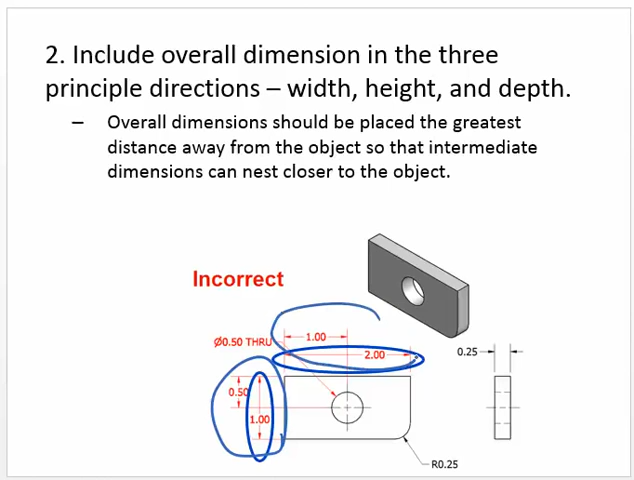 2. Include overall dimension in the three
principle directions – width, height, and depth.
– Overall dimensions should be placed the greatest
distance away from the object so that intermediate
dimensions can nest closer to the object.
Incorrect
Ø0.50 THRU
1.00
2.00
0.25
0.50
1.00
R0.25